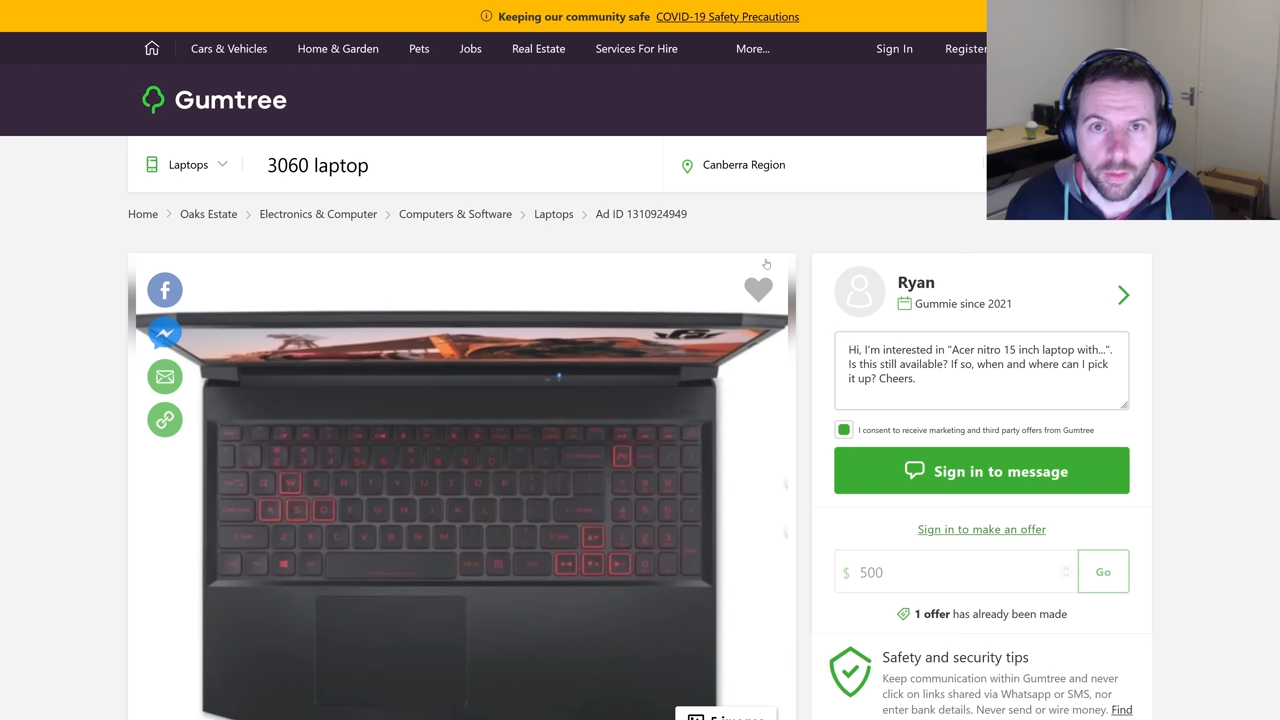 Keeping our community safe COVID-19 Safety Precautions
Cars & Vehicles Home & Garden Pets Jobs Real Estate Services For Hire More... Sign In Register
Gumtree
Laptops 3060 laptop Canberra Region
Home Oaks Estate Electronics & Computer Computers & Software Laptops Ad ID 1310924949
Ryan
Gummie since 2021
Hi, I'm interested in "Acer nitro 15 inch laptop with...".
Is this still available? If so, when and where can I pick
it up? Cheers.
I consent to receive marketing and third party offers from Gumtree
Sign in to message
Sign in to make an offer
$ 500 Go
1 offer has already been made
Safety and security tips
Keep communication within Gumtree and never
click on links shared via Whatsapp or SMS, nor
enter bank details. Never send or wire money. Find
5 images